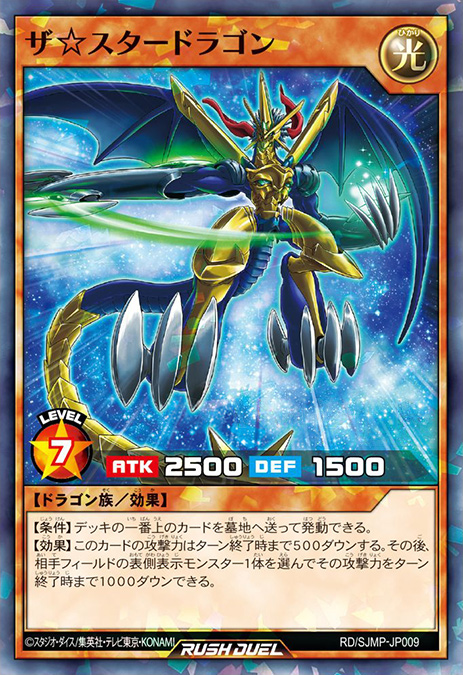 ザ☆スタードラゴン
ひかり
光
LEVEL
7
ATK 2500 DEF 1500
【ドラゴン族／効果】
【条件】デッキの一番上のカードを墓地へ送って発動できる。
【効果】このカードの攻撃力はターン終了時まで500ダウンする。その後、
相手フィールドの表側表示モンスター1体を選んでその攻撃力をターン
終了時まで1000ダウンできる。
©スタジオ・ダイス/集英社・テレビ東京・KONAMI
RUSH DUEL
RD/SJMP-JP009